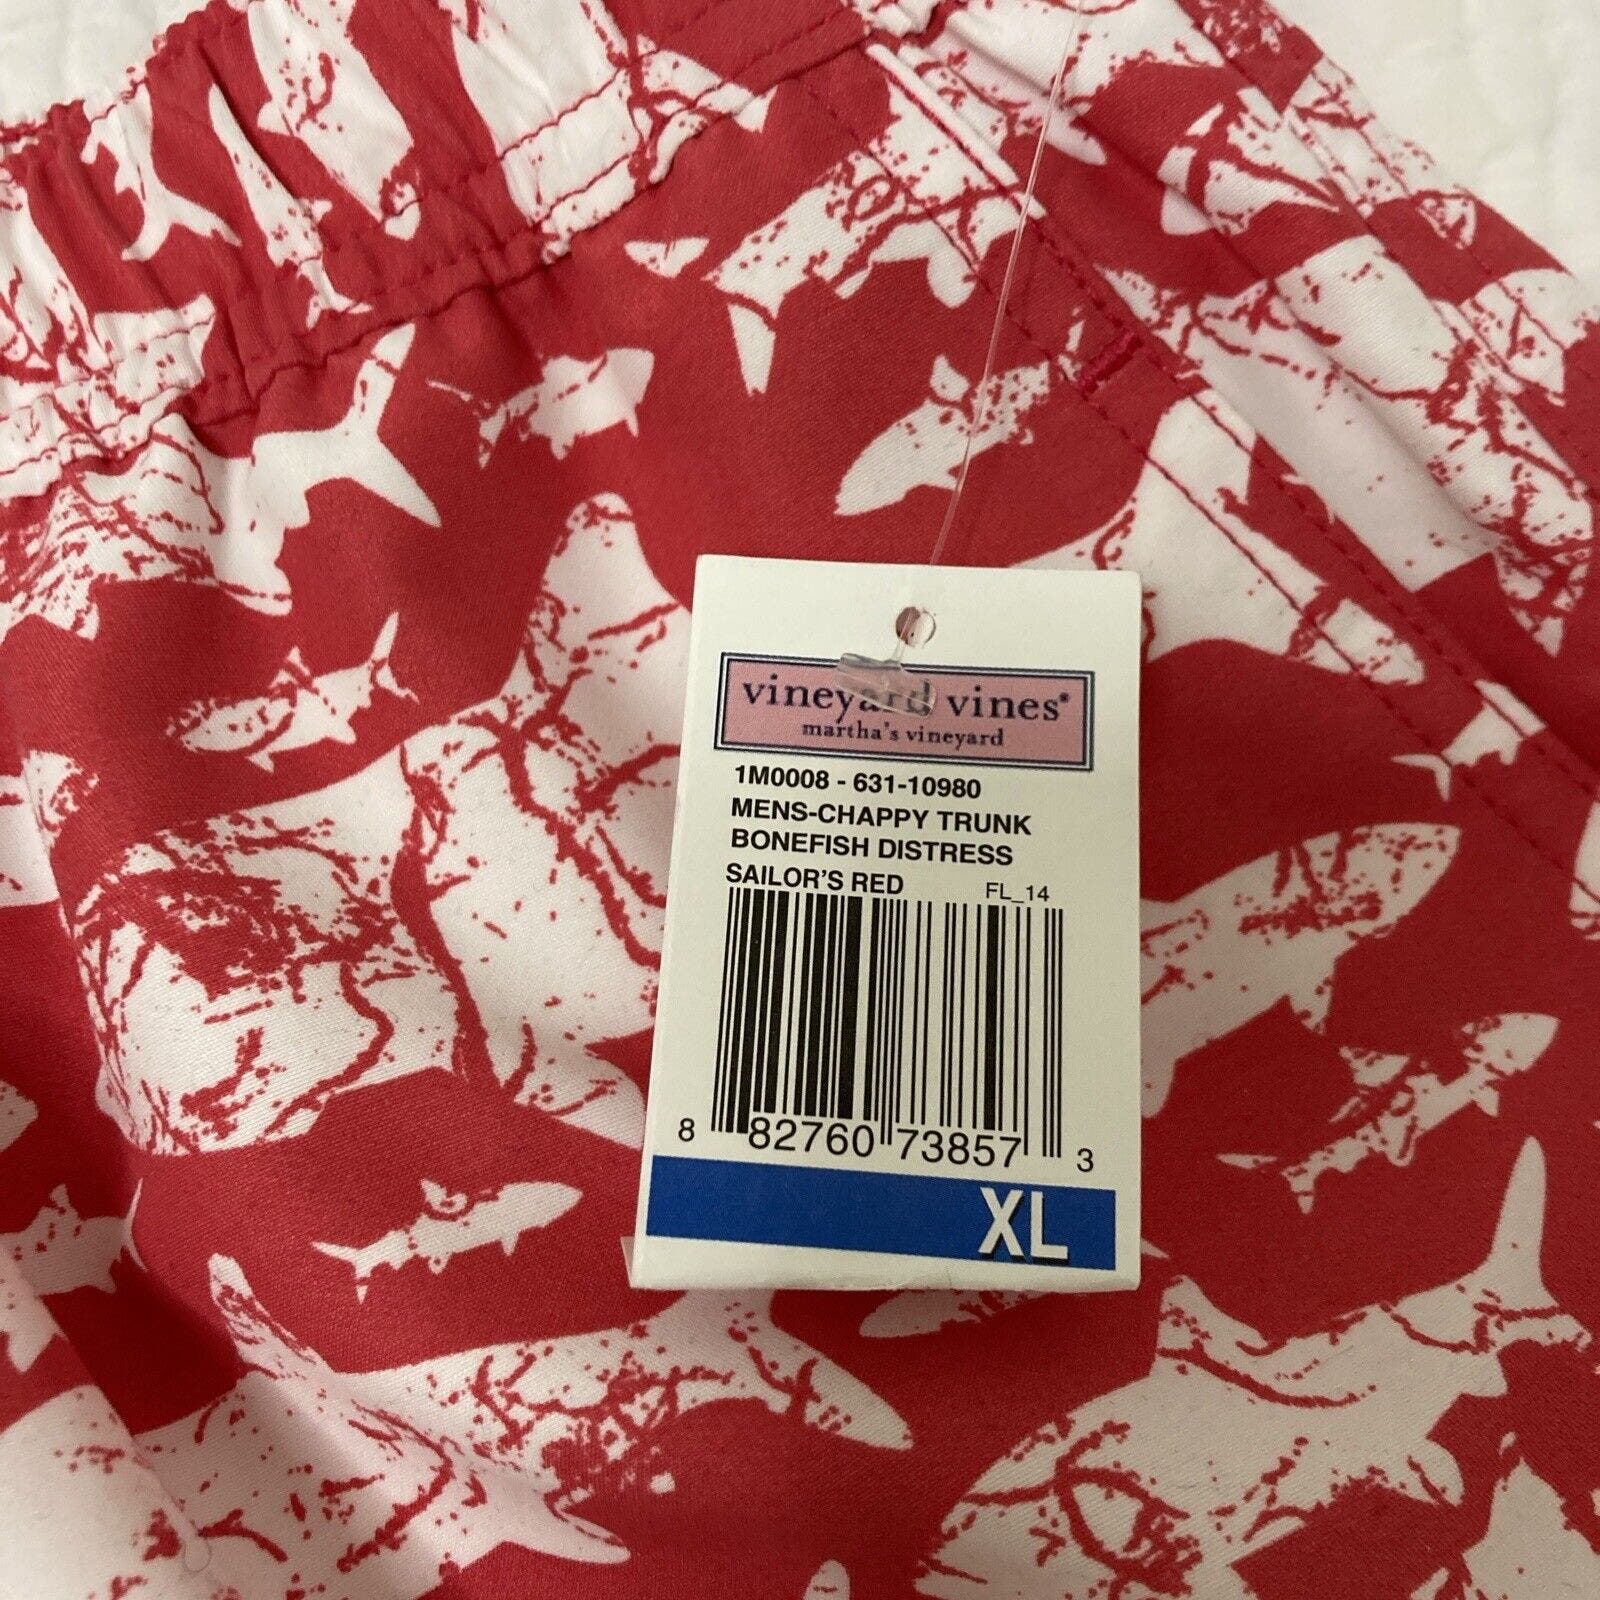 vineyard vines®
martha's vineyard
1M0008 - 631-10980
MENS-CHAPPY TRUNK
BONEFISH DISTRESS
SAILOR'S RED FL_14
8 82760 73857 3
XL